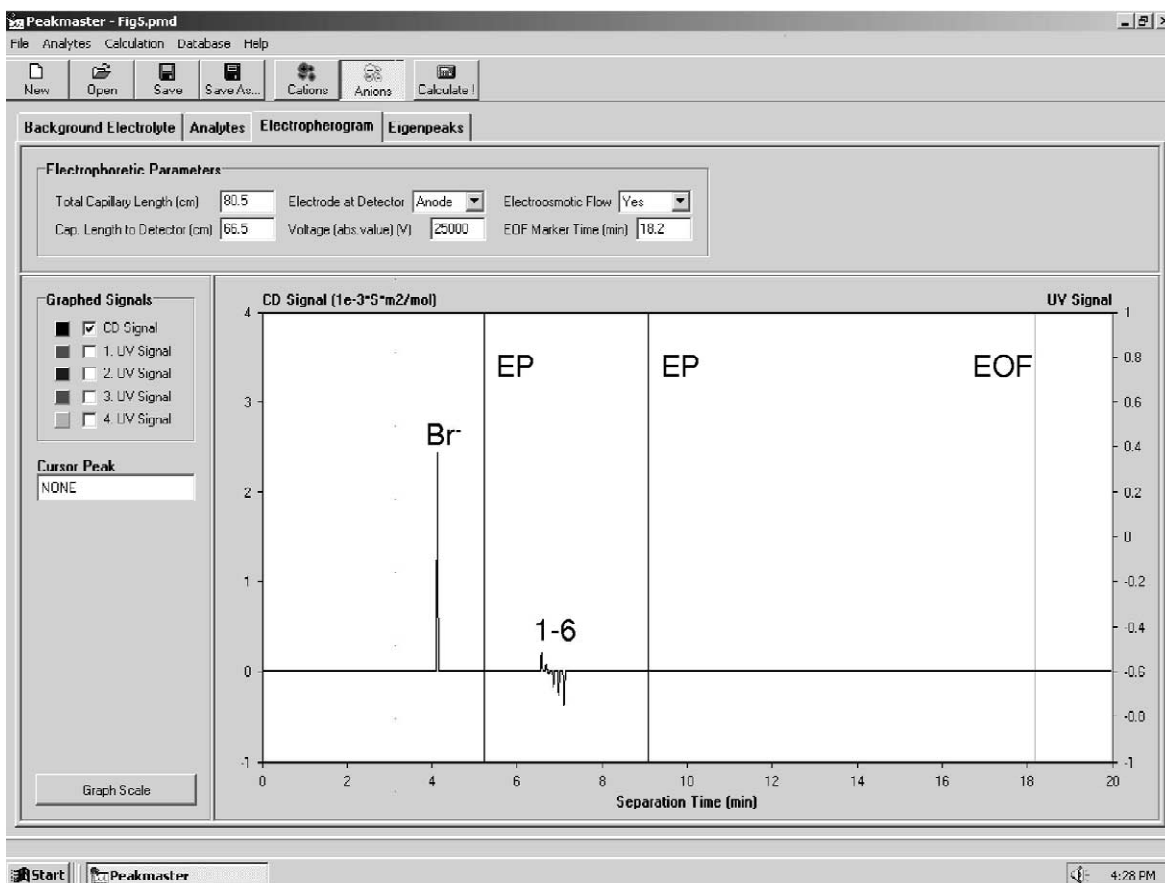 Peakmaster - Fig5.pmd
File Analytes Calculation Database Help
New Open Save Save As... Cations Anions Calculate !
Background Electrolyte Analytes Electropherogram Eigenpeaks
Electrophoretic Parameters
Total Capillary Length (cm) 80.5 Electrode at Detector Anode Electroosmotic Flow Yes
Cap. Length to Detector (cm) 66.5 Voltage (abs.value) (V) 25000 EOF Marker Time (min) 18.2
Graphed Signals
CD Signal
1. UV Signal
2. UV Signal
3. UV Signal
4. UV Signal
Cursor Peak
NONE
Graph Scale
CD Signal (1e-3*S*m2/mol) UV Signal
4 1
0.8
EP EP EOF
3 0.6
Br- 0.4
2 0.2
0
1 -0.2
1-6 -0.4
0 -0.6
-0.0
-1 -1
0 2 4 6 8 10 12 14 16 18 20
Separation Time (min)
Start Peakmaster 4:28 PM